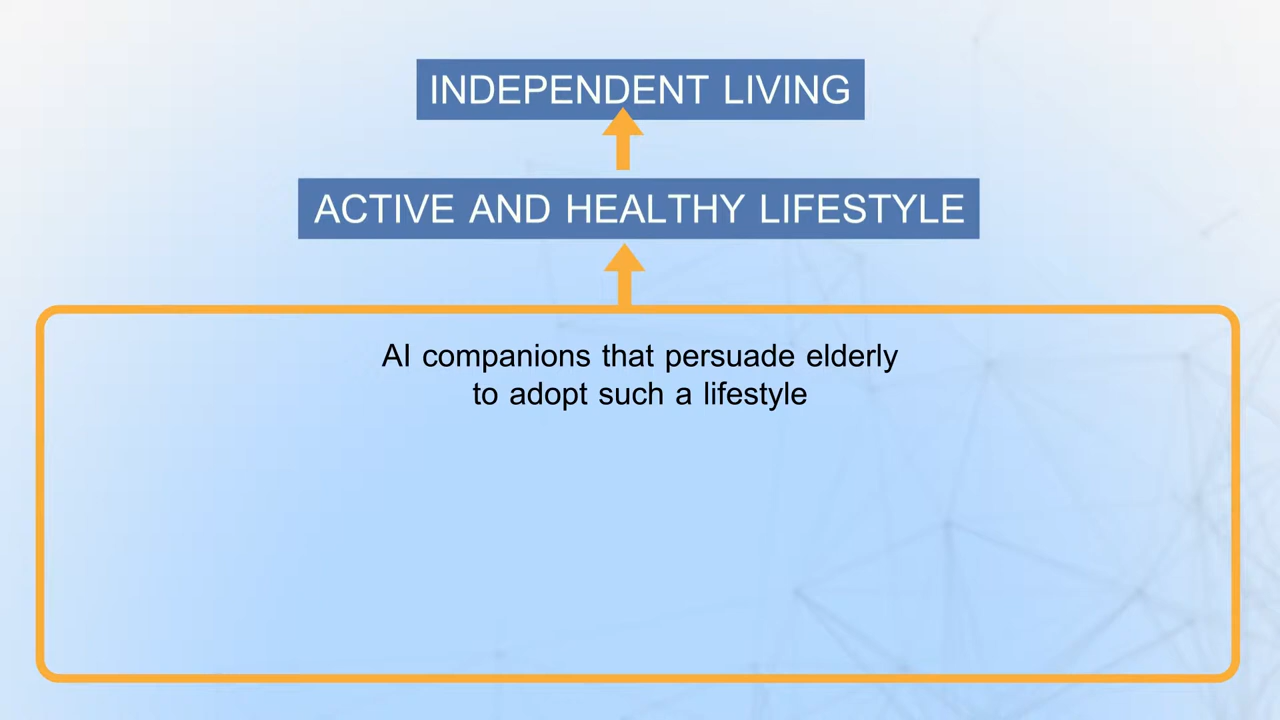 INDEPENDENT LIVING
ACTIVE AND HEALTHY LIFESTYLE
AI companions that persuade elderly
to adopt such a lifestyle